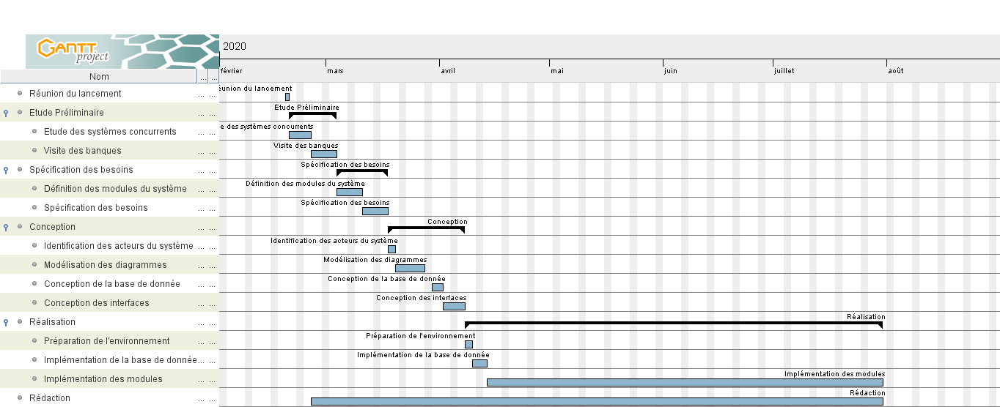 GANTT
project
2020
février mars avril mai juin juillet août
Nom ... ...
Réunion du lancement ... ...
éunion du lancement
Etude Préliminaire ... ...
Etude Préliminaire
Etude des systèmes concurrents ... ...
e des systèmes concurrents
Visite des banques ... ...
Visite des banques
Spécification des besoins ... ...
Spécification des besoins
Définition des modules du système ... ...
Définition des modules du système
Spécification des besoins ... ...
Spécification des besoins
Conception ... ...
Conception
Identification des acteurs du système ... ...
Identification des acteurs du système
Modélisation des diagrammes ... ...
Modélisation des diagrammes
Conception de la base de donnée ... ...
Conception de la base de donnée
Conception des interfaces ... ...
Conception des interfaces
Réalisation ... ...
Réalisation
Préparation de l'environnement ... ...
Préparation de l'environnement
Implémentation de la base de donnée... ...
Implémentation de la base de donnée
Implémentation des modules ... ...
Implémentation des modules
Rédaction ... ...
Rédaction